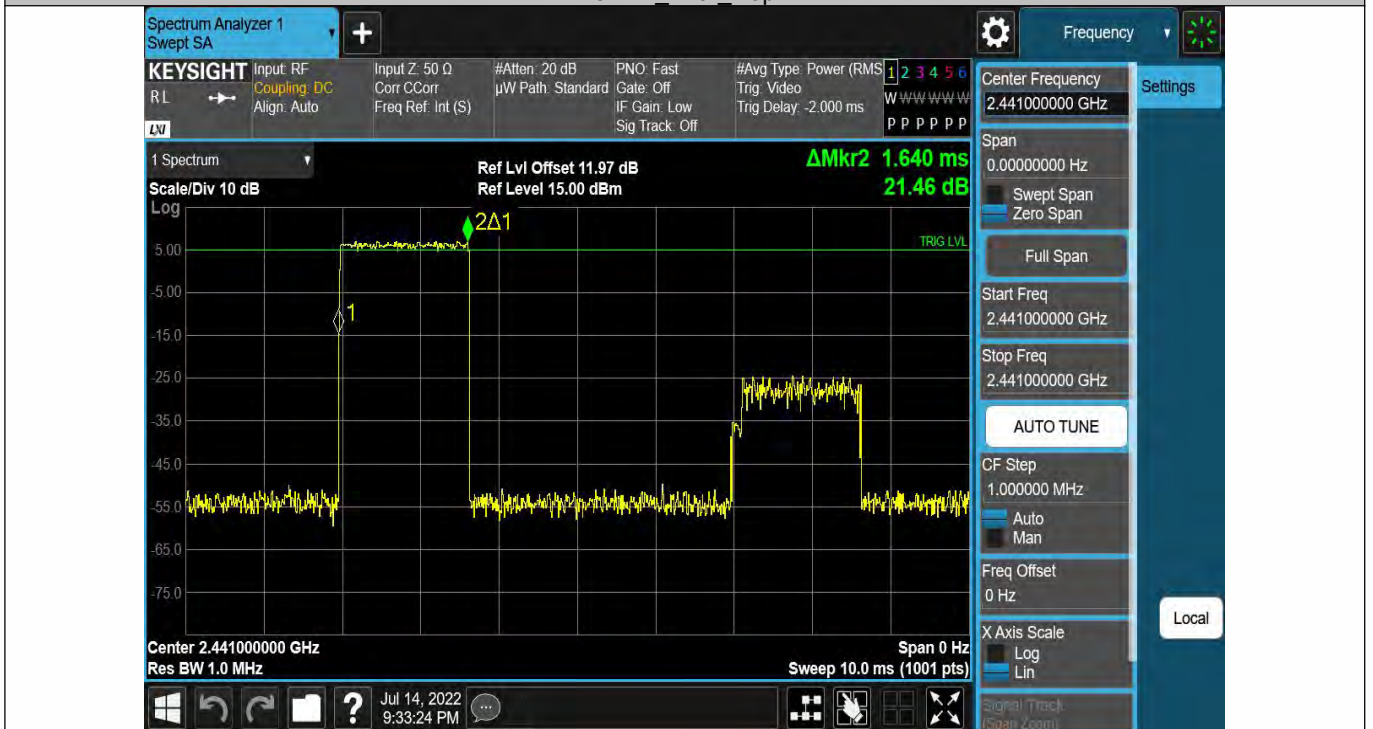 Spectrum Analyzer 1
Swept SA
+
Frequency
KEYSIGHT
RL
LXI
Input: RF
Coupling: DC
Align: Auto
Input Z: 50 Ω
Corr CCorr
Freq Ref: Int (S)
#Atten: 20 dB
µW Path: Standard
PNO: Fast
Gate: Off
IF Gain: Low
Sig Track: Off
#Avg Type: Power (RMS
Trig: Video
Trig Delay: -2.000 ms
1 2 3 4 5 6
W W W W W W
P P P P P P
1 Spectrum
Scale/Div 10 dB
Log
Ref Lvl Offset 11.97 dB
Ref Level 15.00 dBm
ΔMkr2 1.640 ms
21.46 dB
2Δ1
1
TRIG LVL
5.00
-5.00
-15.0
-25.0
-35.0
-45.0
-55.0
-65.0
-75.0
Center 2.441000000 GHz
Res BW 1.0 MHz
Span 0 Hz
Sweep 10.0 ms (1001 pts)
Center Frequency
2.441000000 GHz
Settings
Span
0.00000000 Hz
Swept Span
Zero Span
Full Span
Start Freq
2.441000000 GHz
Stop Freq
2.441000000 GHz
AUTO TUNE
CF Step
1.000000 MHz
Auto
Man
Freq Offset
0 Hz
X Axis Scale
Log
Lin
Signal Track
(Span Zoom)
Local
?
Jul 14, 2022
9:33:24 PM